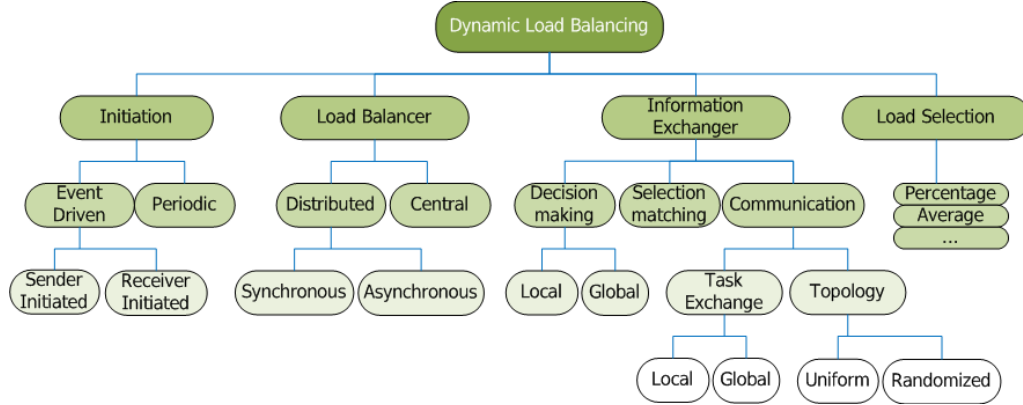 Dynamic Load Balancing
Initiation
Load Balancer
Information
Exchanger
Load Selection
Event
Driven
Periodic
Distributed
Central
Decision
making
Selection
matching
Communication
Percentage
Average
...
Sender
Initiated
Receiver
Initiated
Synchronous
Asynchronous
Local
Global
Task
Exchange
Topology
Local
Global
Uniform
Randomized